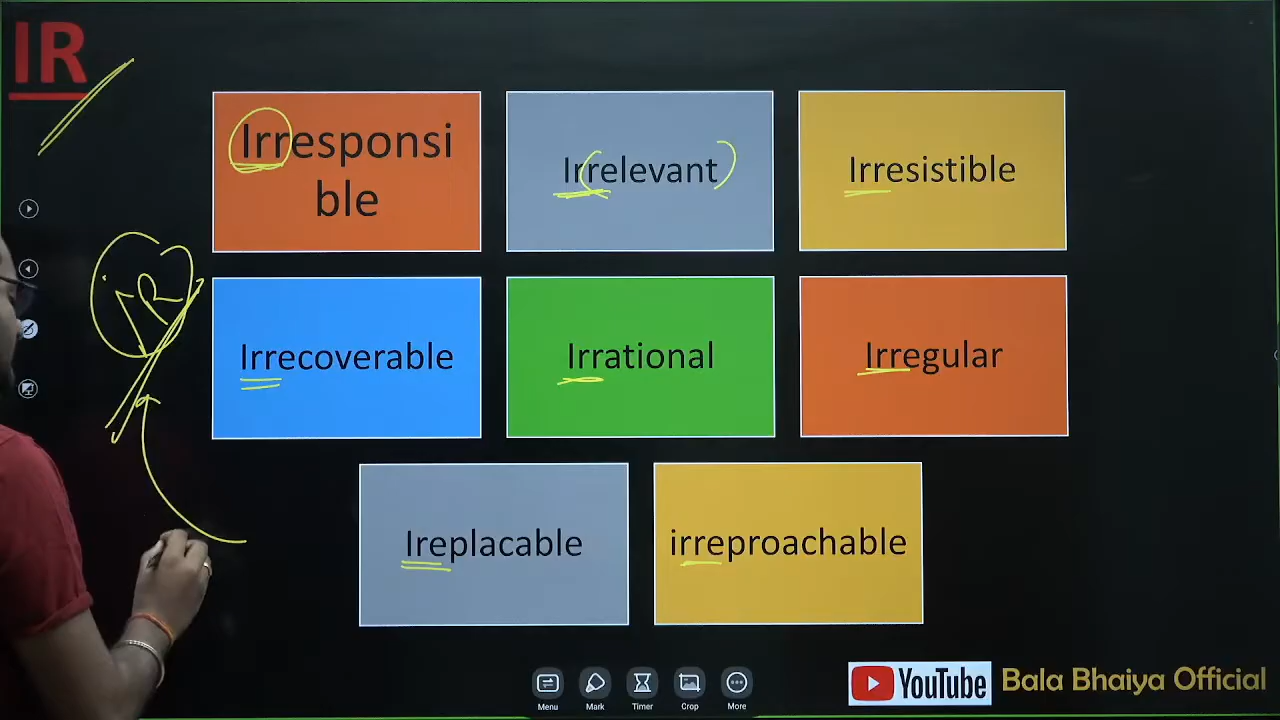 IR
Irresponsi
ble
Irrelevant
Irresistible
iR
Irrecoverable
Irrational
Irregular
Ireplacable
irreproachable
Menu
Mark
Timer
Crop
More
YouTube
Bala Bhaiya Official